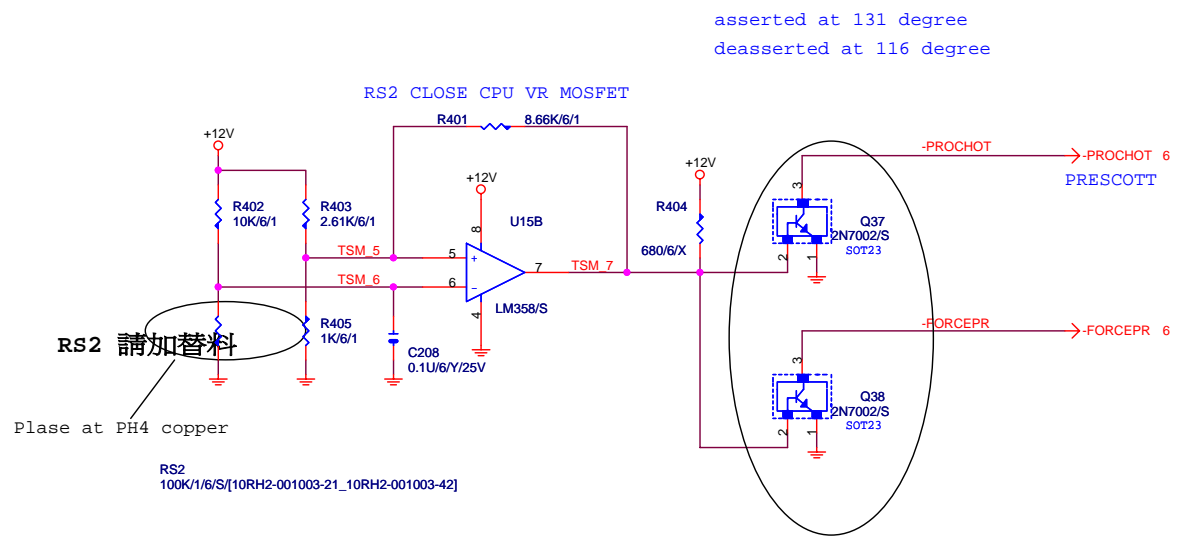 asserted at 131 degree
deasserted at 116 degree
RS2 CLOSE CPU VR MOSFET
R401
8.66K/6/1
+12V
+12V
+12V
-PROCHOT
-PROCHOT 6
PRESCOTT
R402
10K/6/1
R403
2.61K/6/1
R404
680/6/X
U15B
8
3
Q37
2N7002/S
SOT23
2
1
TSM_5
5
+
7
TSM_7
TSM_6
6
-
4
LM358/S
RS2 請加替料
R405
1K/6/1
C208
0.1U/6/Y/25V
-FORCEPR
-FORCEPR 6
3
Q38
2N7002/S
SOT23
2
1
Plase at PH4 copper
RS2
100K/1/6/S/[10RH2-001003-21_10RH2-001003-42]